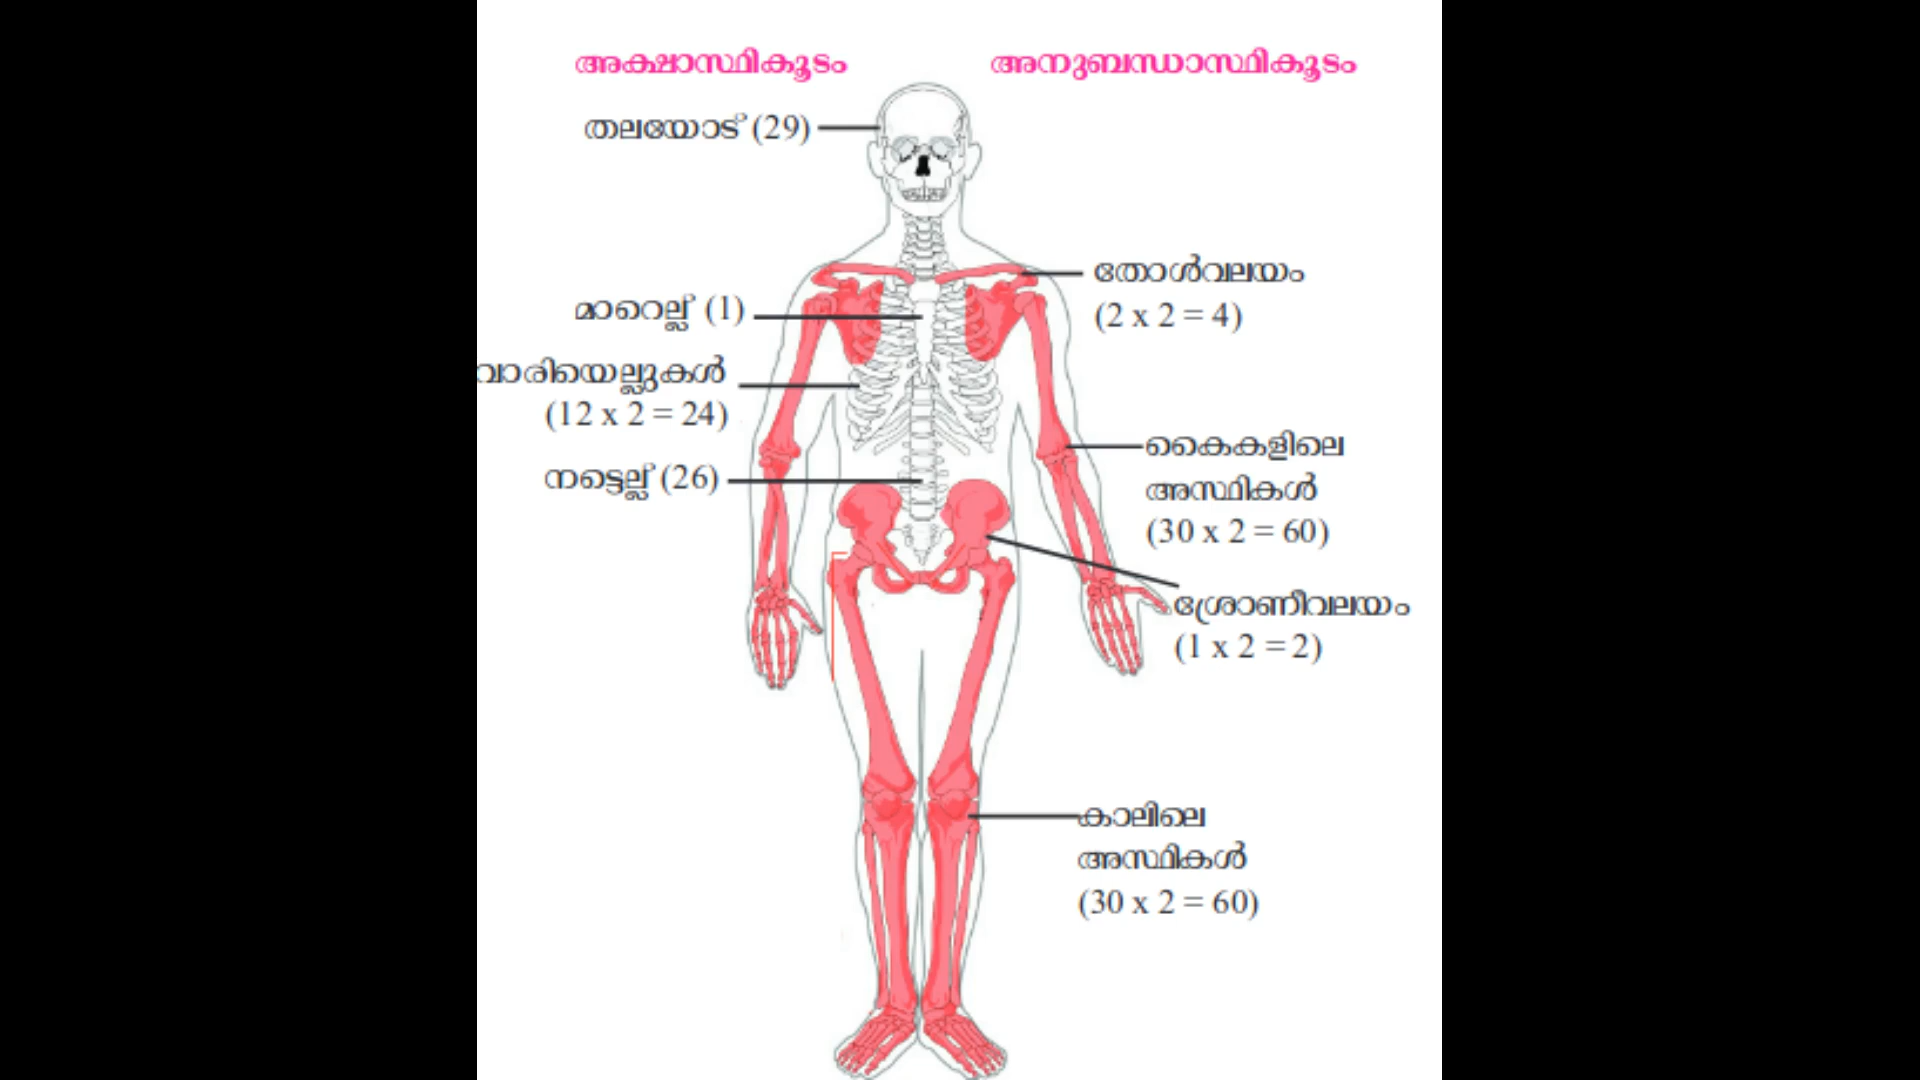 അക്ഷാസ്ഥികൂടം
അനുബന്ധാസ്ഥികൂടം
തലയോട് (29)
മാറെല്ല് (1)
വാരിയെല്ലുകൾ
(12 x 2 = 24)
നട്ടെല്ല് (26)
തോൾവലയം
(2 x 2 = 4)
കൈകളിലെ
അസ്ഥികൾ
(30 x 2 = 60)
ശ്രോണീവലയം
(1 x 2 = 2)
കാലിലെ
അസ്ഥികൾ
(30 x 2 = 60)